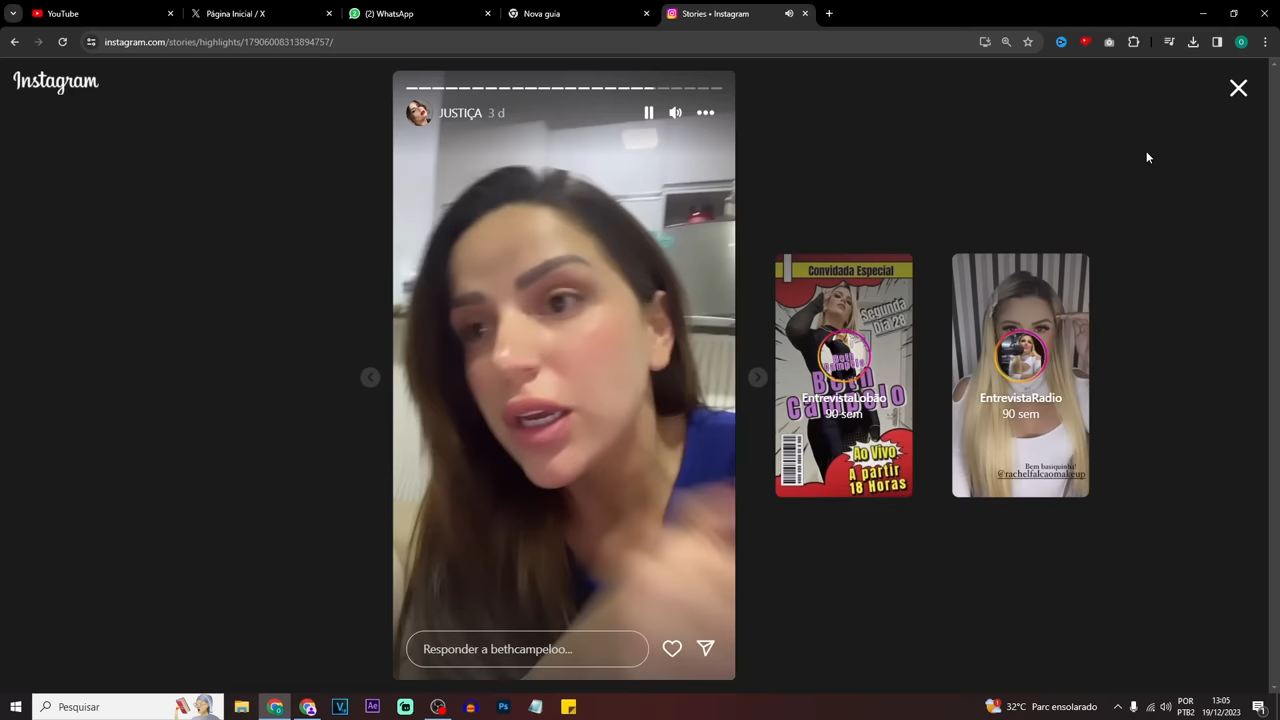 YouTube
Página Inicial / X
(2) WhatsApp
Nova guia
Stories • Instagram
instagram.com/stories/highlights/17906008313894757/
Instagram
JUSTIÇA 3 d
Convidada Especial
Segunda
Dia 28
Beth
Campelo
EntrevistaLobão
90 sem
Ao Vivo
A partir
18 Horas
EntrevistaRadio
90 sem
Bem basiquinha!
@rachelfalcaomakeup
Responder a bethcampeloo...
Pesquisar
32°C Parc ensolarado
POR
PTB2
13:05
19/12/2023